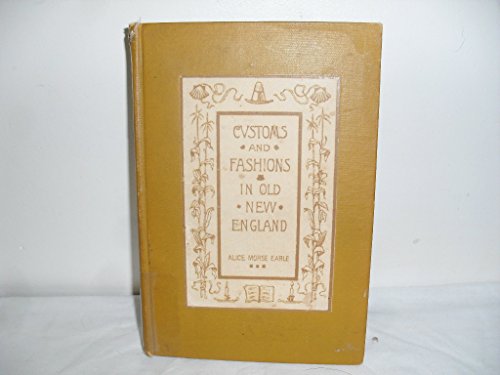 CVSTOMS
AND
FASHIONS
IN OLD
NEW
ENGLAND
ALICE MORSE EARLE